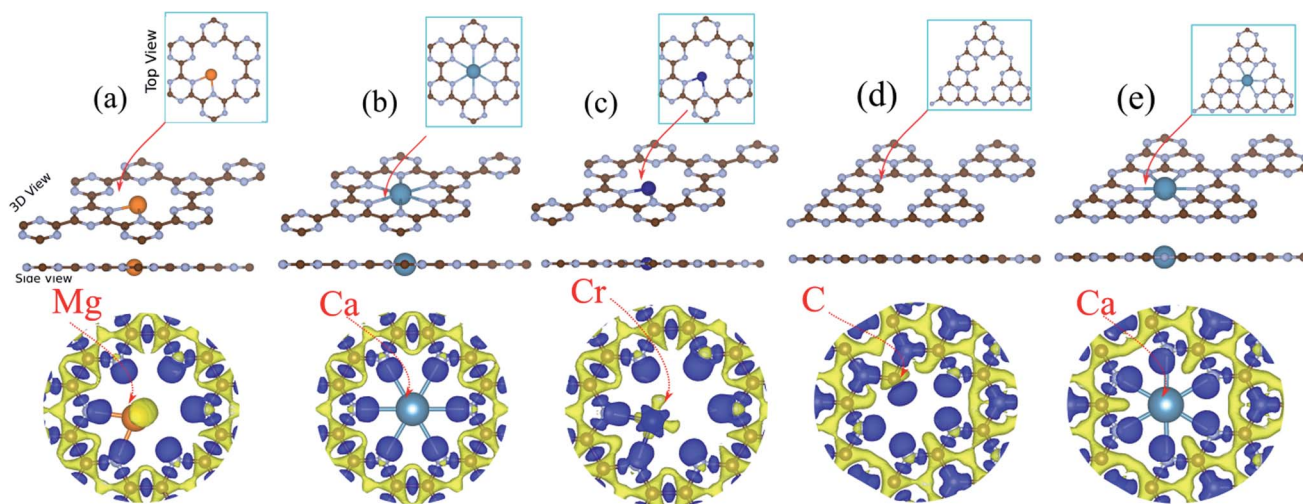 Top View
(a)
(b)
(c)
(d)
(e)
3D View
Side view
Mg
Ca
Cr
C
Ca